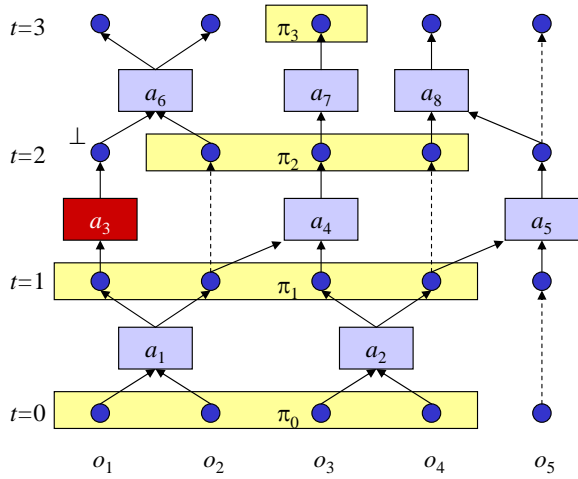 t=3 π₃
a₆ a₇ a₈
⊥
t=2 π₂
a₃ a₄ a₅
t=1 π₁
a₁ a₂
t=0 π₀
o₁ o₂ o₃ o₄ o₅